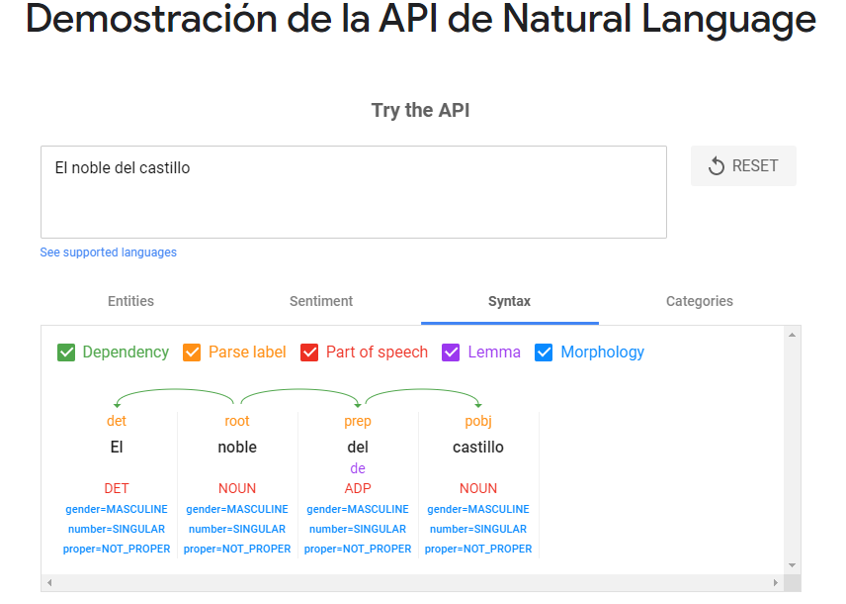 Demostración de la API de Natural Language
Try the API
El noble del castillo
RESET
See supported languages
Entities Sentiment Syntax Categories
Dependency Parse label Part of speech Lemma Morphology
det root prep pobj
El noble del castillo
de
DET NOUN ADP NOUN
gender=MASCULINE gender=MASCULINE gender=MASCULINE gender=MASCULINE
number=SINGULAR number=SINGULAR number=SINGULAR number=SINGULAR
proper=NOT_PROPER proper=NOT_PROPER proper=NOT_PROPER proper=NOT_PROPER